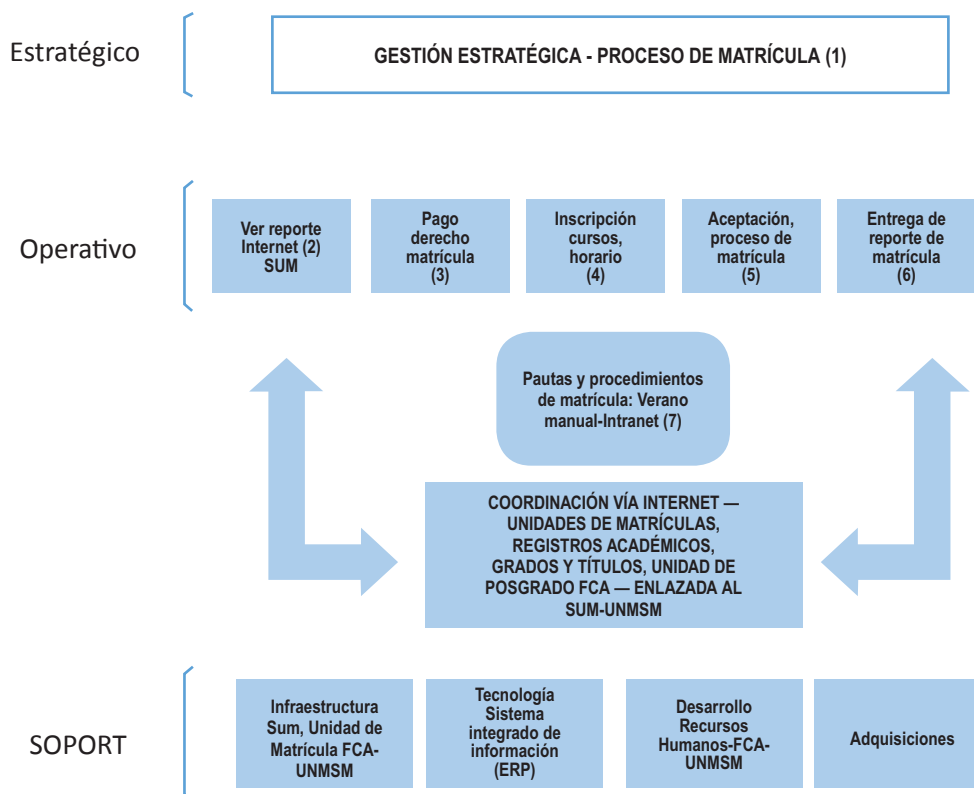 Estratégico
GESTIÓN ESTRATÉGICA - PROCESO DE MATRÍCULA (1)
Operativo
Ver reporte
Internet (2)
SUM
Pago
derecho
matrícula
(3)
Inscripción
cursos,
horario
(4)
Aceptación,
proceso de
matrícula
(5)
Entrega de
reporte de
matrícula
(6)
Pautas y procedimientos
de matrícula: Verano
manual-Intranet (7)
COORDINACIÓN VÍA INTERNET —
UNIDADES DE MATRÍCULAS,
REGISTROS ACADÉMICOS,
GRADOS Y TÍTULOS, UNIDAD DE
POSGRADO FCA — ENLAZADA AL
SUM-UNMSM
SOPORT
Infraestructura
Sum, Unidad de
Matrícula FCA-
UNMSM
Tecnología
Sistema
integrado de
información
(ERP)
Desarrollo
Recursos
Humanos-FCA-
UNMSM
Adquisiciones